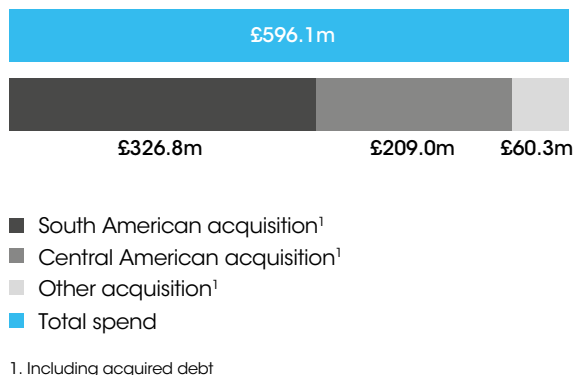 £596.1m
£326.8m £209.0m £60.3m
South American acquisition¹
Central American acquisition¹
Other acquisition¹
Total spend
1. Including acquired debt